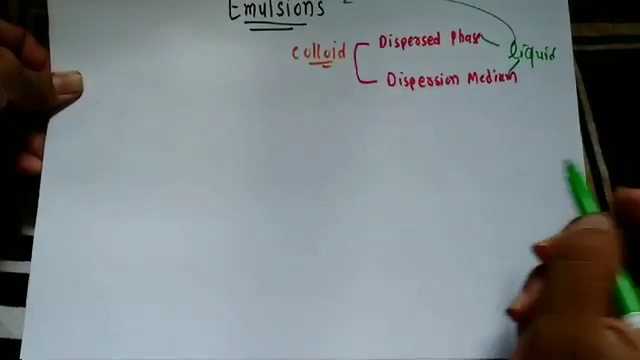 Emulsions
Colloid
Dispersed Phase
liquid
Dispersion Medium